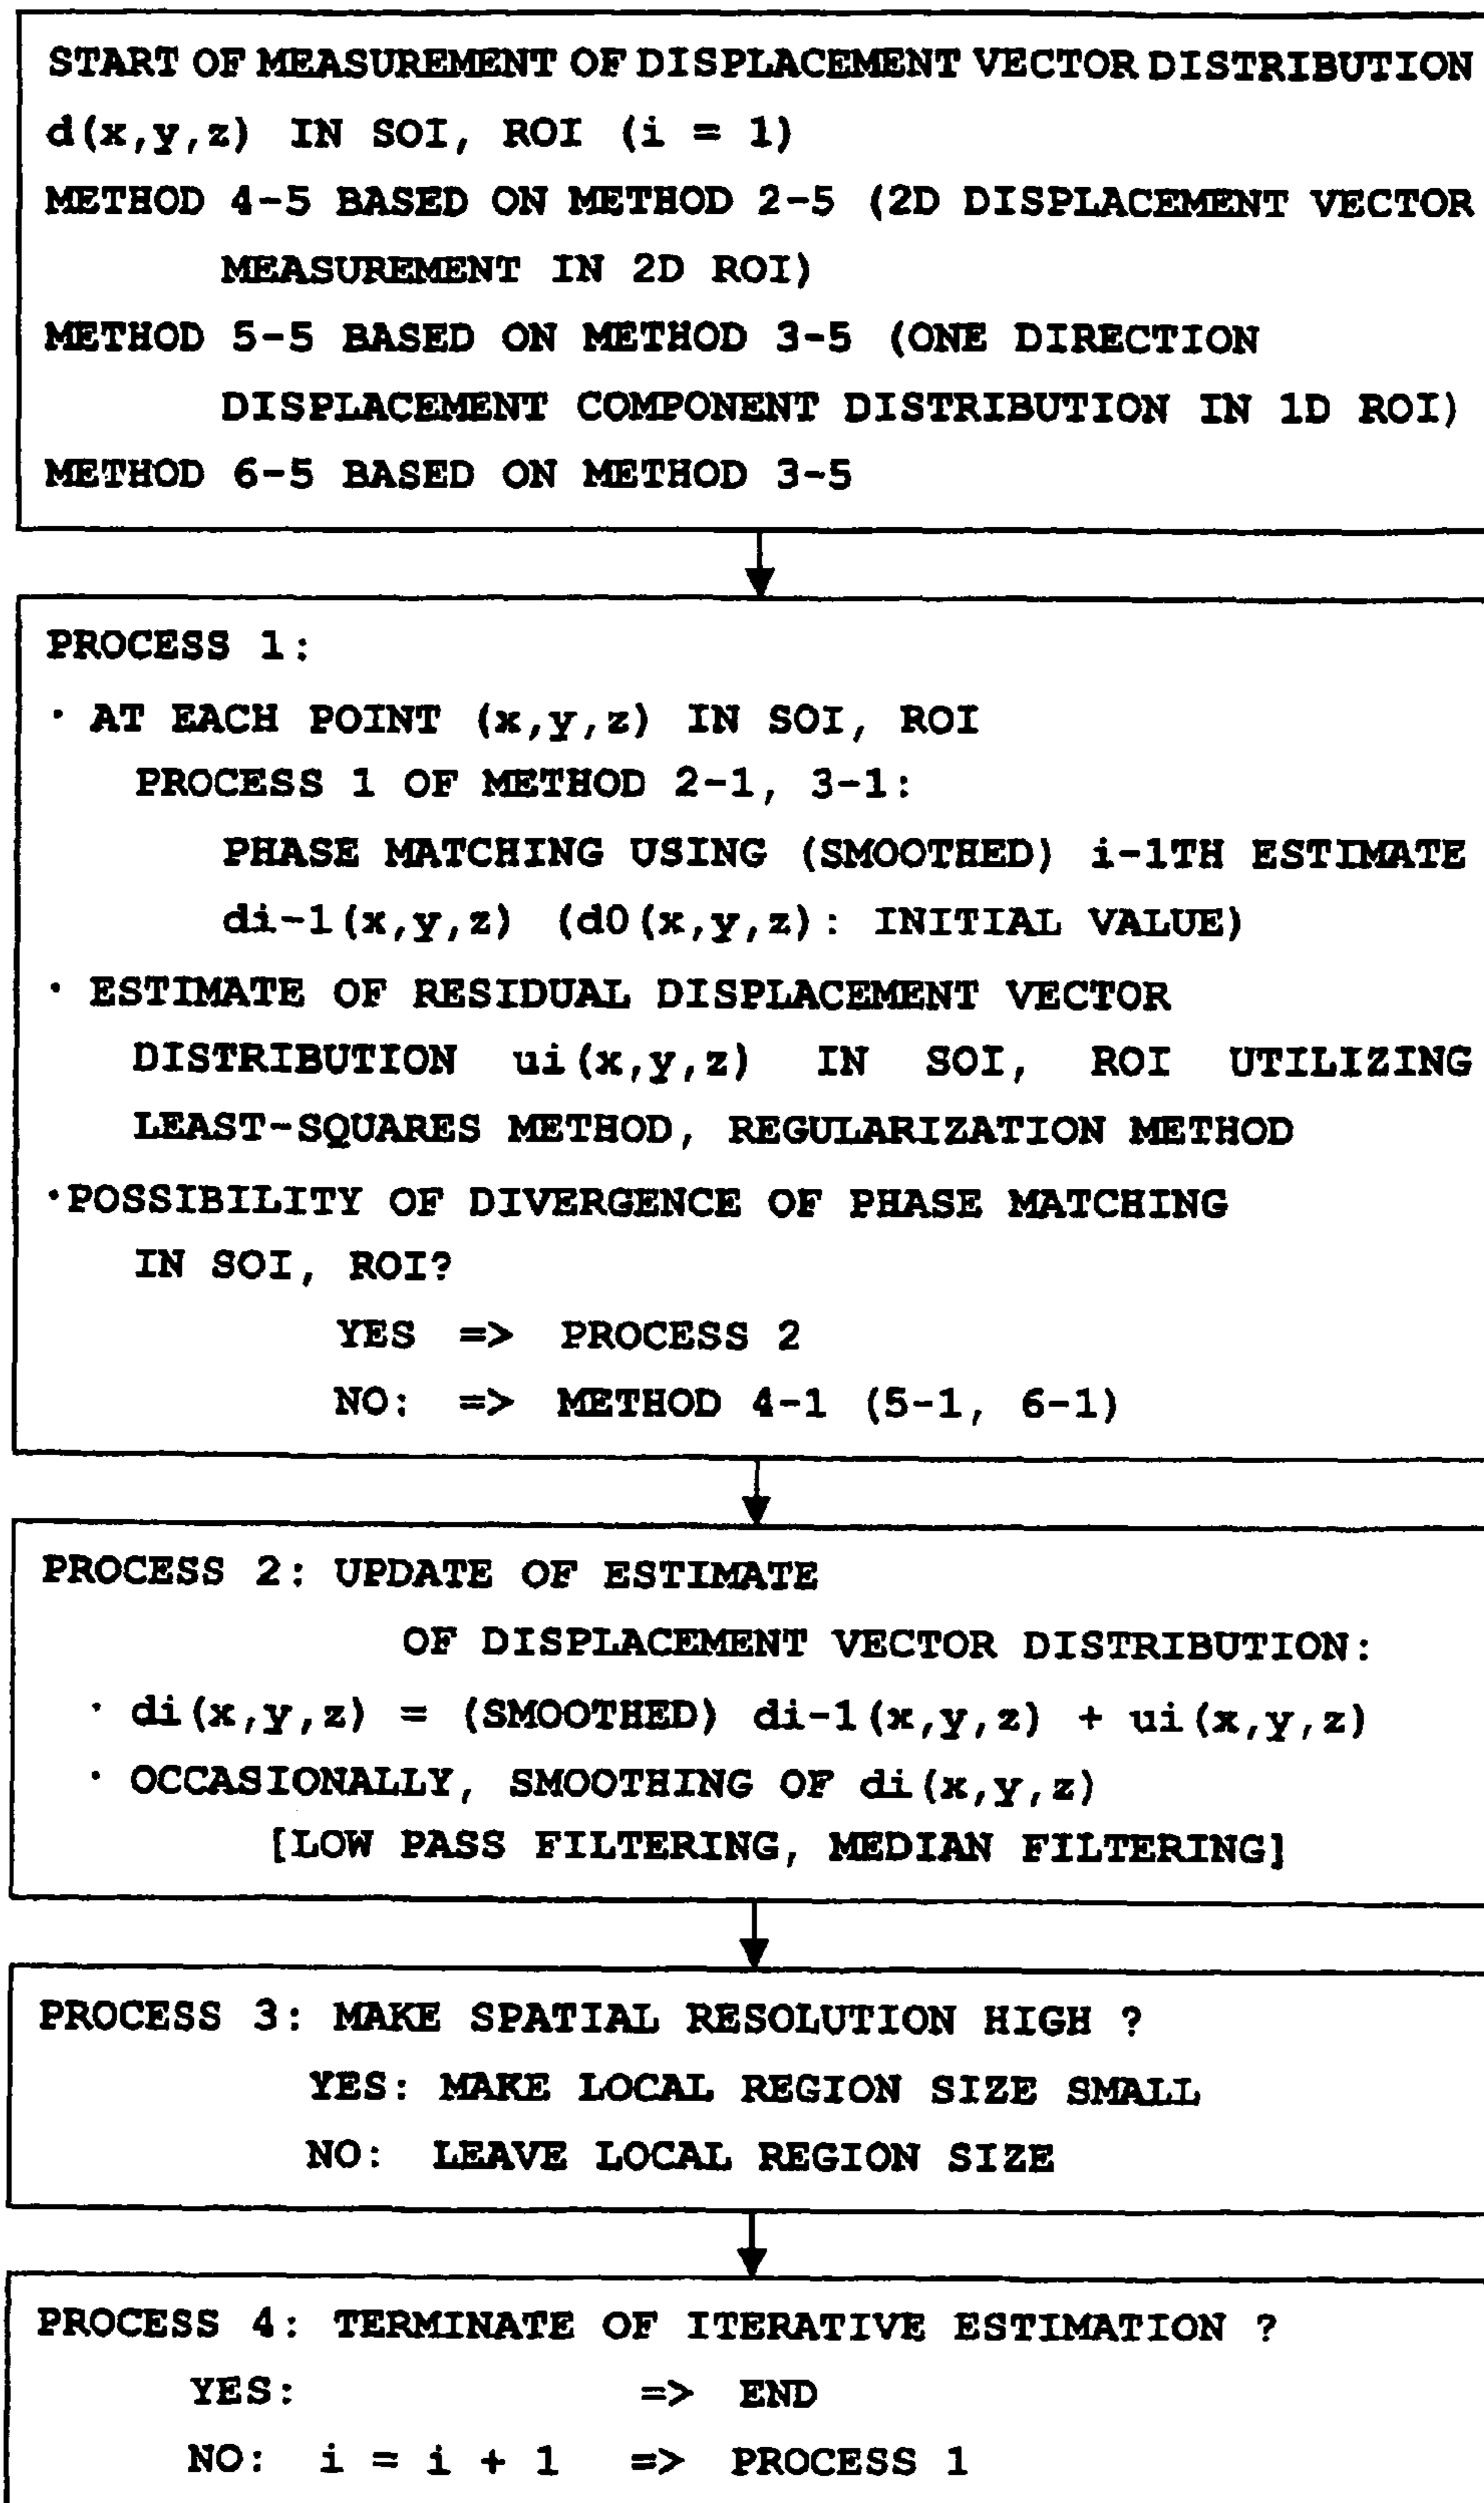 START OF MEASUREMENT OF DISPLACEMENT VECTOR DISTRIBUTION
d(x,y,z) IN SOI, ROI (i = 1)
METHOD 4-5 BASED ON METHOD 2-5 (2D DISPLACEMENT VECTOR
MEASUREMENT IN 2D ROI)
METHOD 5-5 BASED ON METHOD 3-5 (ONE DIRECTION
DISPLACEMENT COMPONENT DISTRIBUTION IN 1D ROI)
METHOD 6-5 BASED ON METHOD 3-5
PROCESS 1:
· AT EACH POINT (x,y,z) IN SOI, ROI
PROCESS 1 OF METHOD 2-1, 3-1:
PHASE MATCHING USING (SMOOTHED) i-1TH ESTIMATE
di-1(x,y,z) (d0(x,y,z): INITIAL VALUE)
· ESTIMATE OF RESIDUAL DISPLACEMENT VECTOR
DISTRIBUTION ui(x,y,z) IN SOI, ROI UTILIZING
LEAST-SQUARES METHOD, REGULARIZATION METHOD
·POSSIBILITY OF DIVERGENCE OF PHASE MATCHING
IN SOI, ROI?
YES => PROCESS 2
NO: => METHOD 4-1 (5-1, 6-1)
PROCESS 2: UPDATE OF ESTIMATE
OF DISPLACEMENT VECTOR DISTRIBUTION:
· di(x,y,z) = (SMOOTHED) di-1(x,y,z) + ui(x,y,z)
· OCCASIONALLY, SMOOTHING OF di(x,y,z)
[LOW PASS FILTERING, MEDIAN FILTERING]
PROCESS 3: MAKE SPATIAL RESOLUTION HIGH ?
YES: MAKE LOCAL REGION SIZE SMALL
NO: LEAVE LOCAL REGION SIZE
PROCESS 4: TERMINATE OF ITERATIVE ESTIMATION ?
YES: => END
NO: i = i + 1 => PROCESS 1